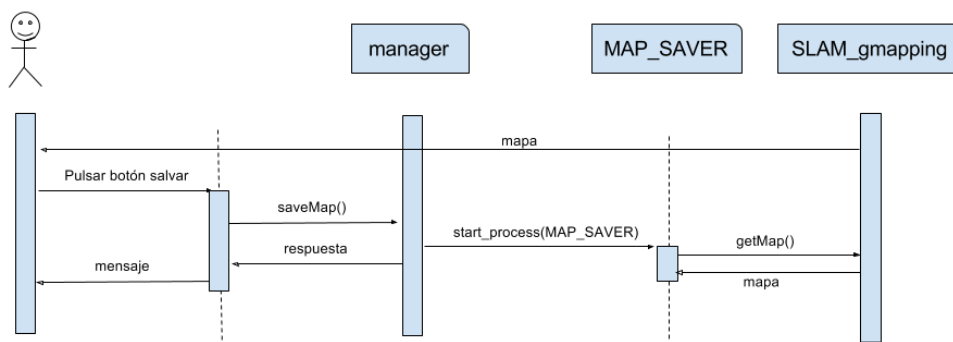 manager
MAP_SAVER
SLAM_gmapping
mapa
Pulsar botón salvar
saveMap()
start_process(MAP_SAVER)
getMap()
respuesta
mensaje
mapa